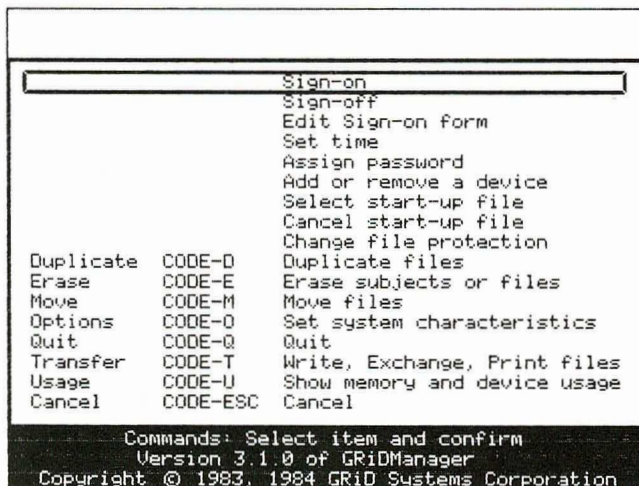 Sign-on
Sign-off
Edit Sign-on form
Set time
Assign password
Add or remove a device
Select start-up file
Cancel start-up file
Change file protection
Duplicate CODE-D Duplicate files
Erase CODE-E Erase subjects or files
Move CODE-M Move files
Options CODE-O Set system characteristics
Quit CODE-Q Quit
Transfer CODE-T Write, Exchange, Print files
Usage CODE-U Show memory and device usage
Cancel CODE-ESC Cancel
Commands: Select item and confirm
Version 3.1.0 of GRiDManager
Copyright © 1983, 1984 GRiD Systems Corporation